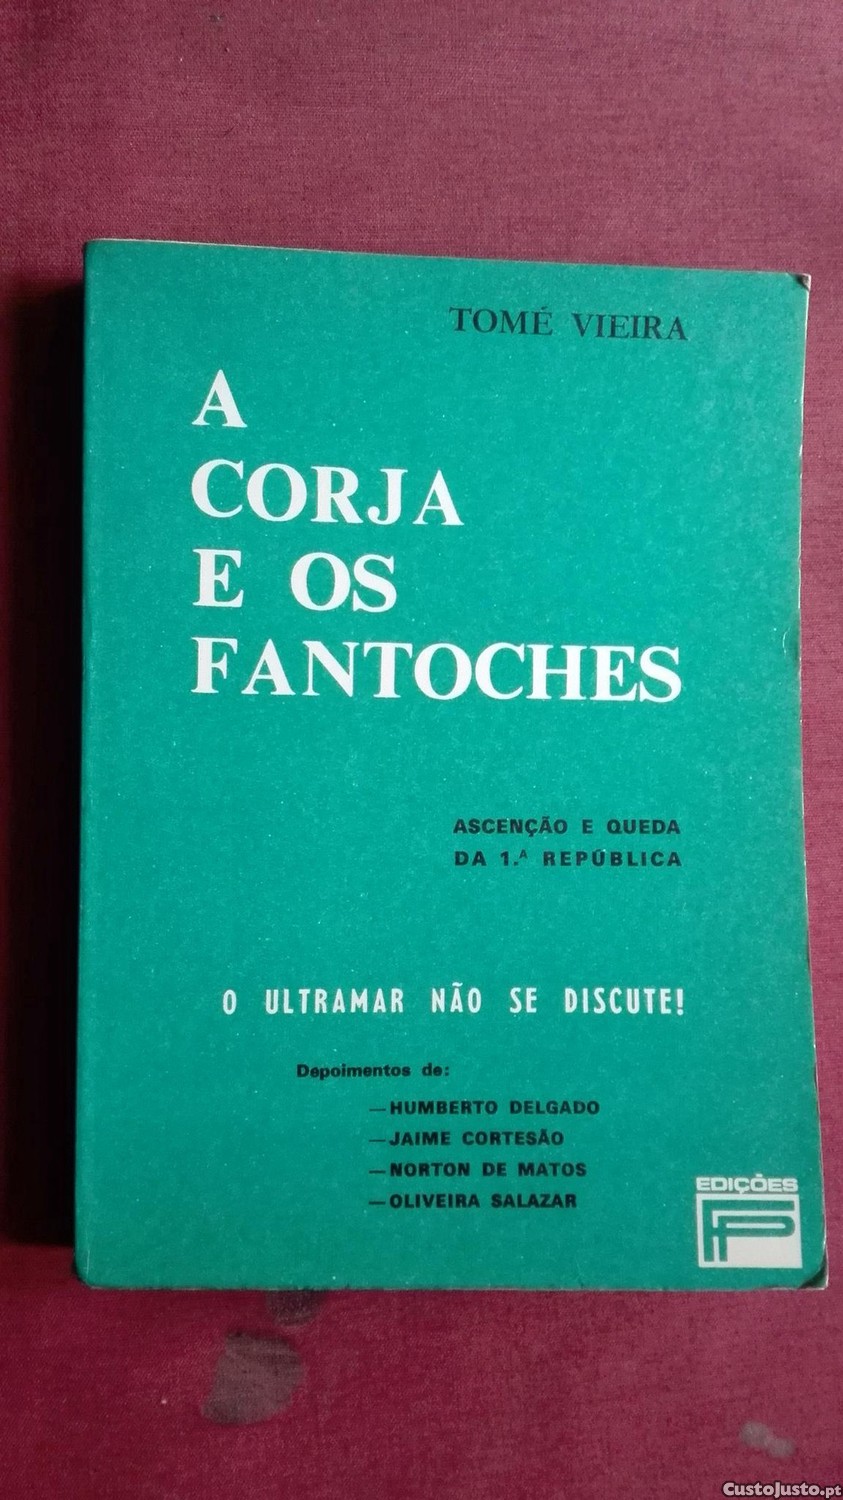 TOMÉ VIEIRA
A
CORJA
E OS
FANTOCHES
ASCENÇÃO E QUEDA
DA 1.ª REPÚBLICA
O ULTRAMAR NÃO SE DISCUTE!
Depoimentos de:
—HUMBERTO DELGADO
—JAIME CORTESÃO
—NORTON DE MATOS
—OLIVEIRA SALAZAR
EDIÇÕES
FP
CustoJusto.pt